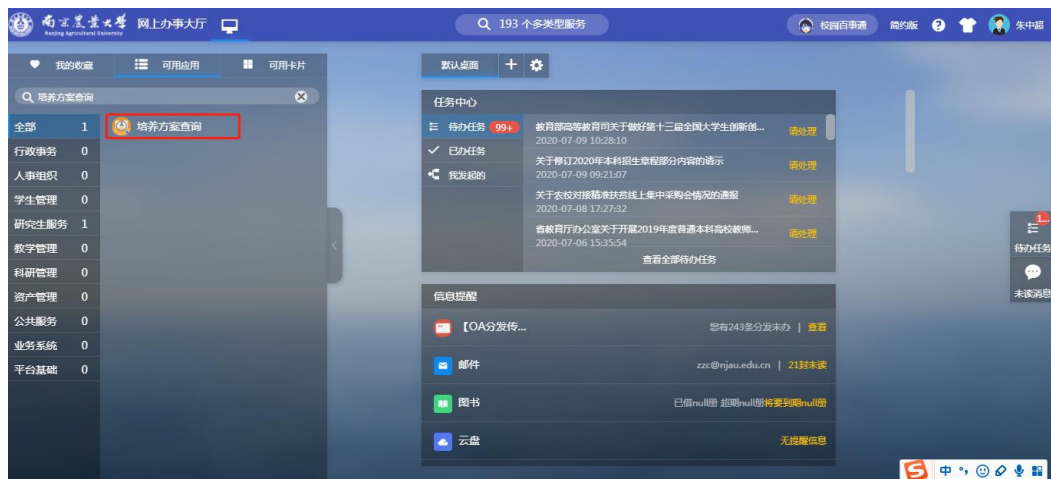 南京农业大学 网上办事大厅
Nanjing Agricultural University
193 个多类型服务
校园百事通 简约版 朱中超
我的收藏 可用应用 可用卡片
培养方案查询
全部 1
行政事务 0
人事组织 0
学生管理 0
研究生服务 1
教学管理 0
科研管理 0
资产管理 0
公共服务 0
业务系统 0
平台基础 0
培养方案查询
默认桌面
任务中心
待办任务 99+
已办任务
我发起的
教育部高等教育司关于做好第十三届全国大学生创新创... 请处理
2020-07-09 10:28:10
关于修订2020年本科招生章程部分内容的请示 请处理
2020-07-09 09:21:07
关于农校对接精准扶贫线上集中采购会情况的通报 请处理
2020-07-08 17:27:32
省教育厅办公室关于开展2019年度普通本科高校教师... 请处理
2020-07-06 15:35:54
查看全部待办任务
信息提醒
【OA分发传... 您有243条分发未办 | 查看
邮件 zzc@njau.edu.cn | 21封未读
图书 已借null册 超期null册将要到期null册
云盘 无提醒信息
1...
待办任务
未读消息
中